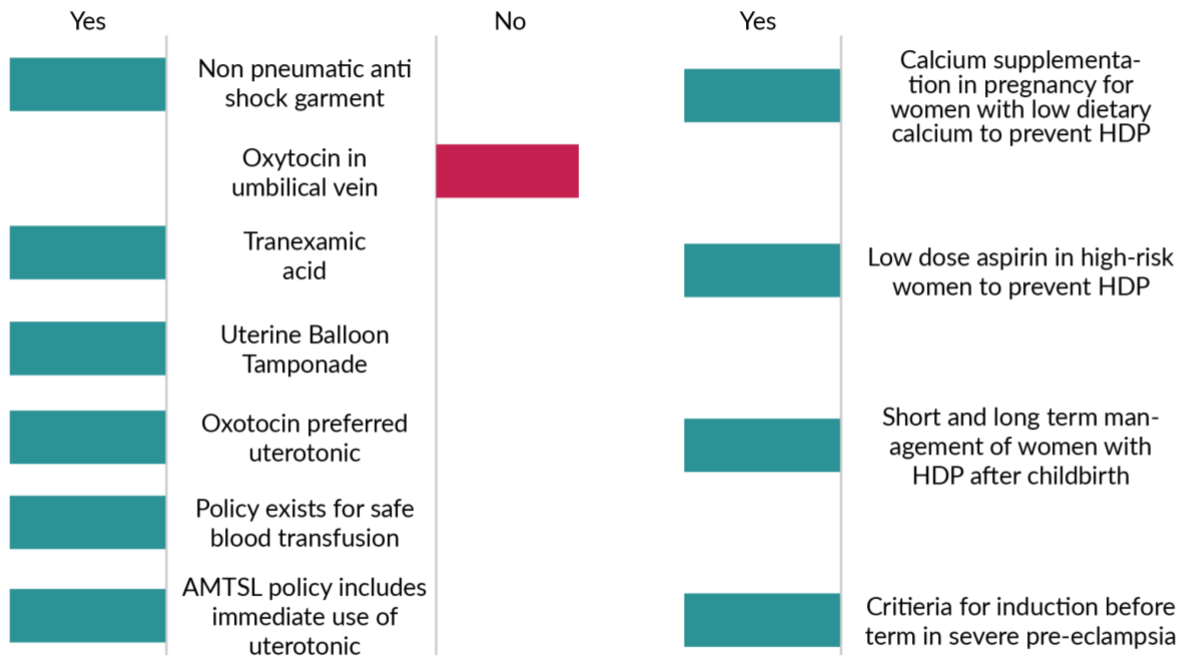 Yes
No
Yes
Non pneumatic anti
shock garment
Oxytocin in
umbilical vein
Tranexamic
acid
Uterine Balloon
Tamponade
Oxotocin preferred
uterotonic
Policy exists for safe
blood transfusion
AMTSL policy includes
immediate use of
uterotonic
Calcium supplementa-
tion in pregnancy for
women with low dietary
calcium to prevent HDP
Low dose aspirin in high-risk
women to prevent HDP
Short and long term man-
agement of women with
HDP after childbirth
Critieria for induction before
term in severe pre-eclampsia